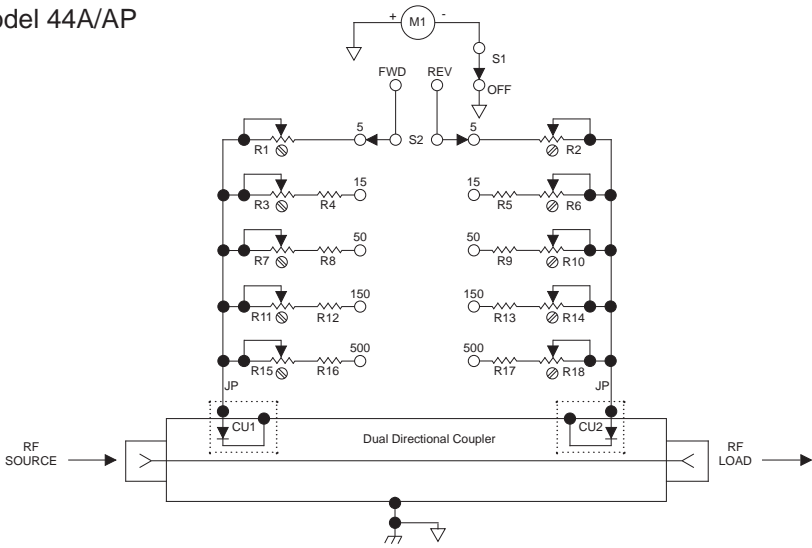 odel 44A/AP
+ M1 -
S1
FWD REV
OFF
5 S2 5
R1 R2
15 15
R3 R4 R5 R6
50 50
R7 R8 R9 R10
150 150
R11 R12 R13 R14
500 500
R15 R16 R17 R18
JP JP
CU1 CU2
Dual Directional Coupler
RF
SOURCE
RF
LOAD